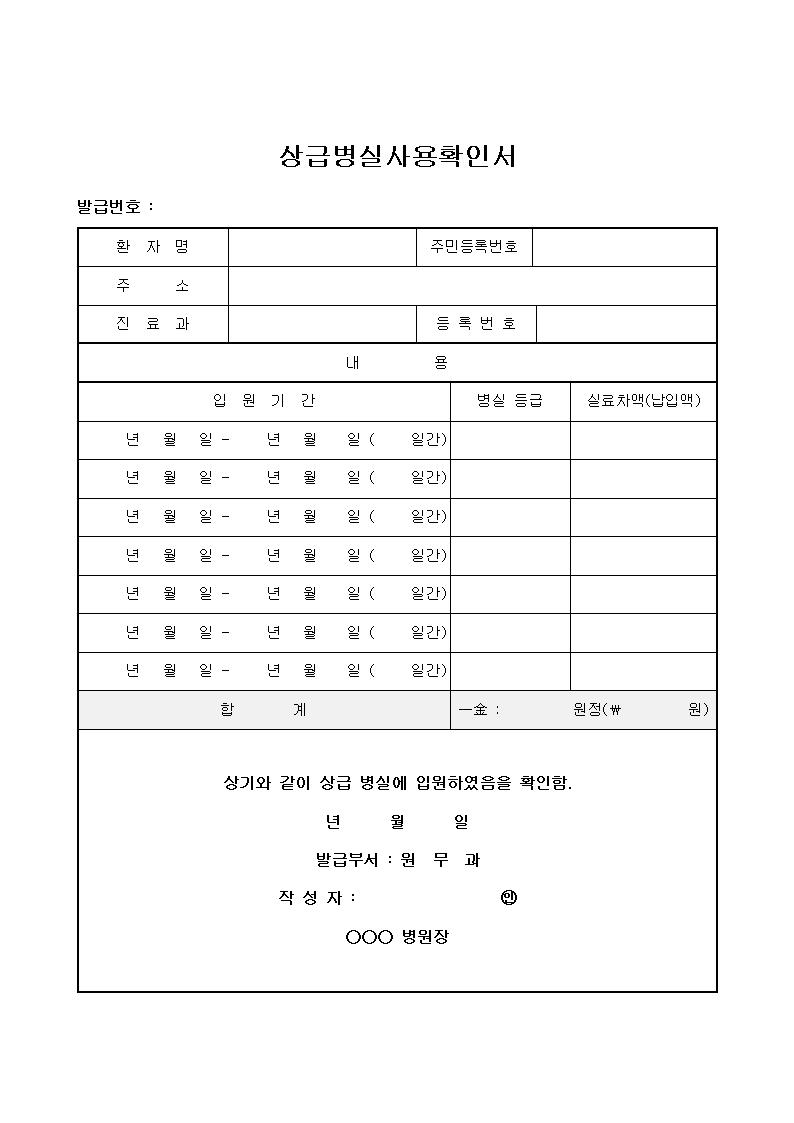 상급병실사용확인서
발급번호 :
환 자 명 주민등록번호
주 소
진 료 과 등 록 번 호
내 용
입 원 기 간 병실 등급 실료차액(납입액)
년 월 일 - 년 월 일 ( 일간)
년 월 일 - 년 월 일 ( 일간)
년 월 일 - 년 월 일 ( 일간)
년 월 일 - 년 월 일 ( 일간)
년 월 일 - 년 월 일 ( 일간)
년 월 일 - 년 월 일 ( 일간)
년 월 일 - 년 월 일 ( 일간)
합 계 一金 : 원정(₩ 원)
상기와 같이 상급 병실에 입원하였음을 확인함.
년 월 일
발급부서 : 원 무 과
작 성 자 : ㊞
○○○ 병원장